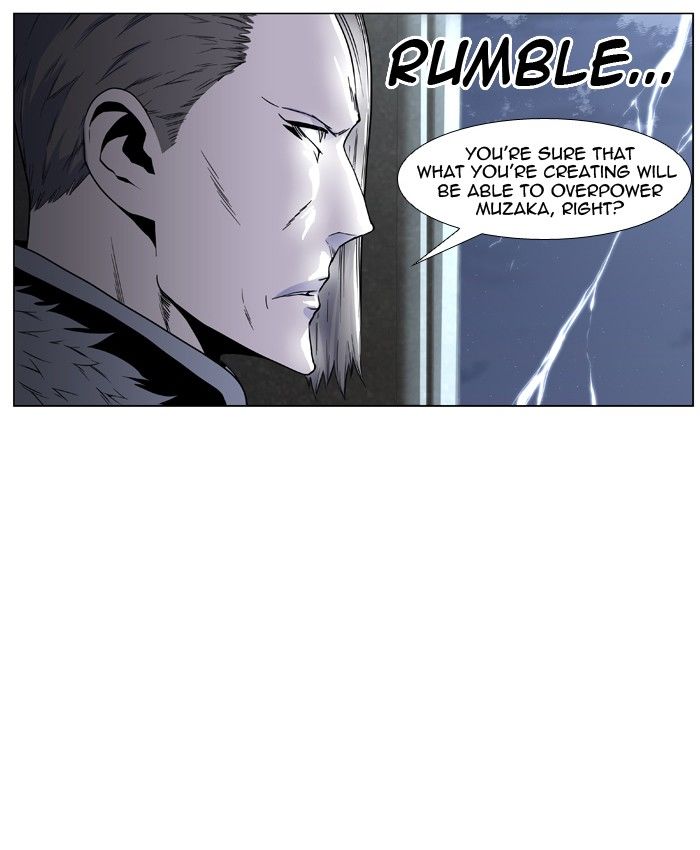 RUMBLE...
YOU'RE SURE THAT
WHAT YOU'RE CREATING WILL
BE ABLE TO OVERPOWER
MUZAKA, RIGHT?